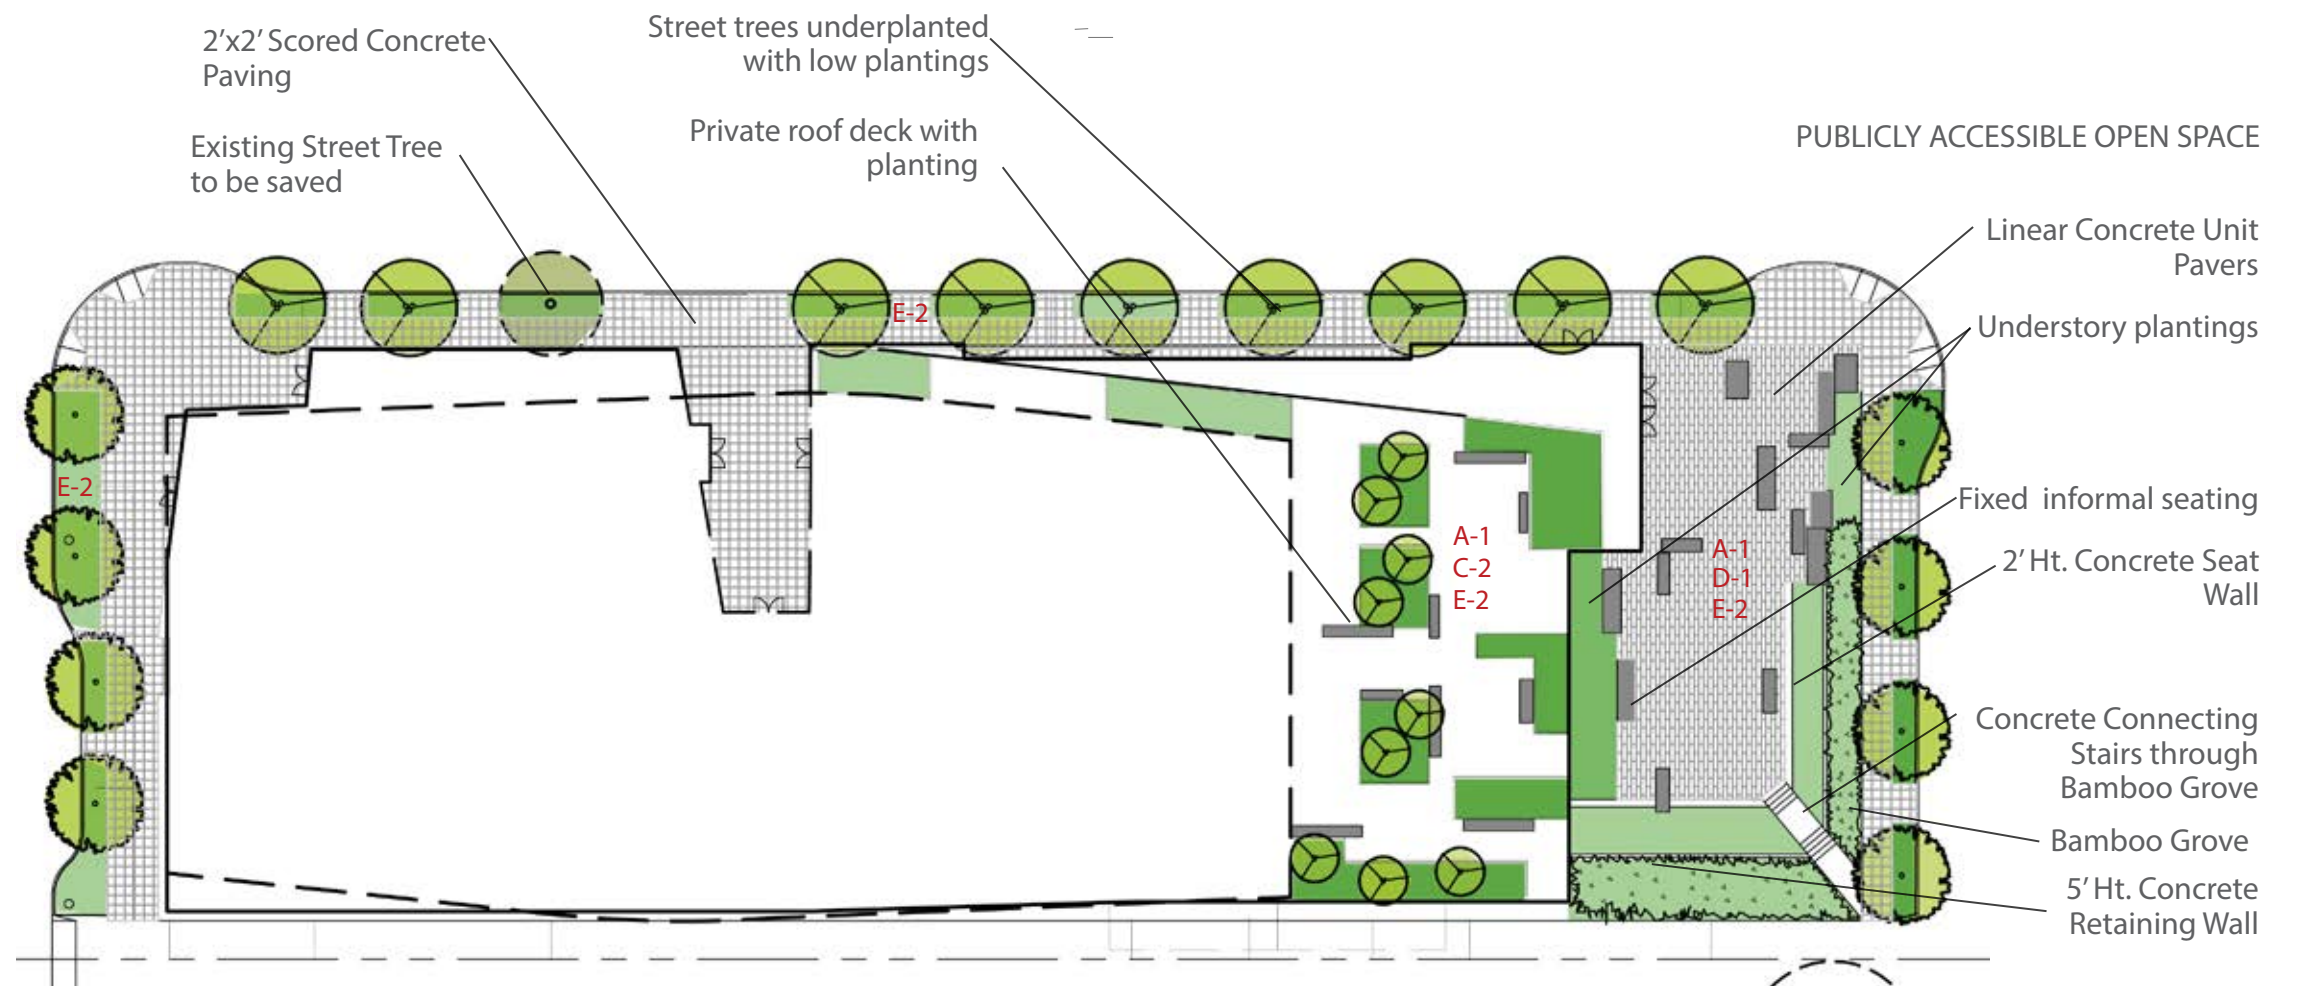 2’x2’ Scored Concrete
Paving
Street trees underplanted
with low plantings
Existing Street Tree
to be saved
Private roof deck with
planting
PUBLICLY ACCESSIBLE OPEN SPACE
Linear Concrete Unit
Pavers
Understory plantings
Fixed informal seating
2’ Ht. Concrete Seat
Wall
Concrete Connecting
Stairs through
Bamboo Grove
Bamboo Grove
5’ Ht. Concrete
Retaining Wall
E-2
E-2
A-1
C-2
E-2
A-1
D-1
E-2